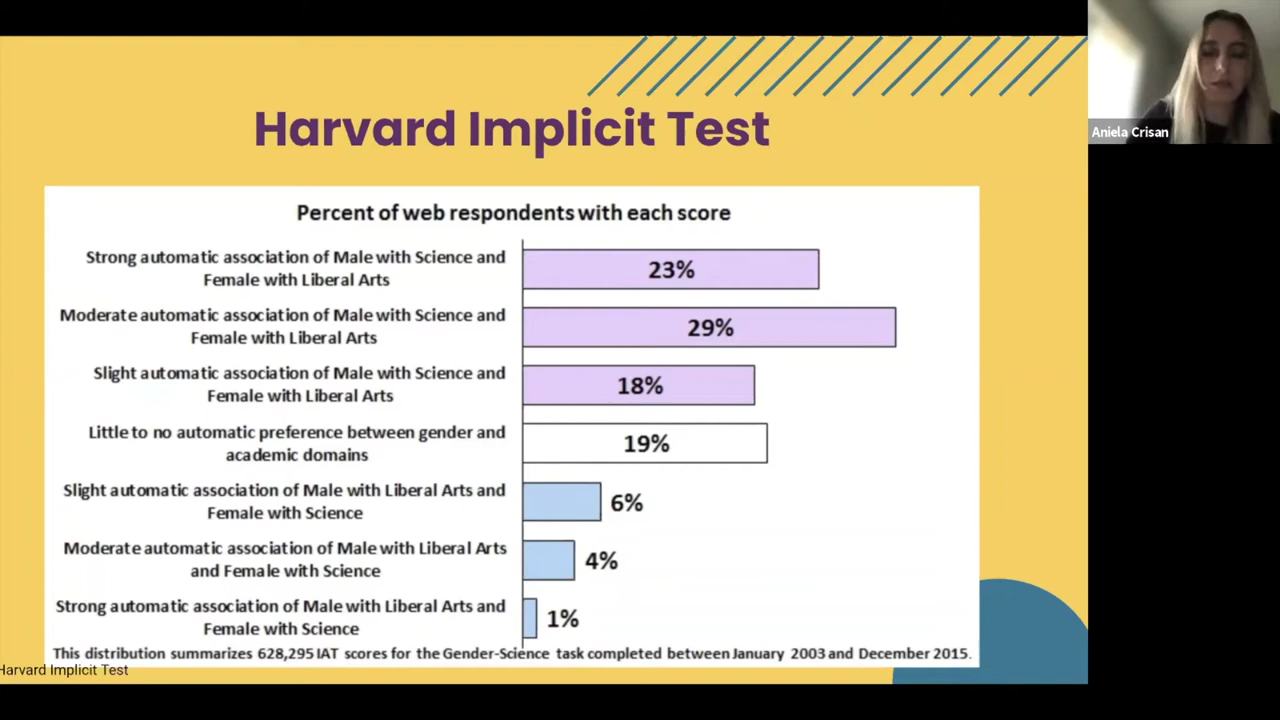 Harvard Implicit Test
Aniela Crisan
Percent of web respondents with each score
Strong automatic association of Male with Science and
Female with Liberal Arts
23%
Moderate automatic association of Male with Science and
Female with Liberal Arts
29%
Slight automatic association of Male with Science and
Female with Liberal Arts
18%
Little to no automatic preference between gender and
academic domains
19%
Slight automatic association of Male with Liberal Arts and
Female with Science
6%
Moderate automatic association of Male with Liberal Arts
and Female with Science
4%
Strong automatic association of Male with Liberal Arts and
Female with Science
1%
This distribution summarizes 628,295 IAT scores for the Gender-Science task completed between January 2003 and December 2015.
Harvard Implicit Test